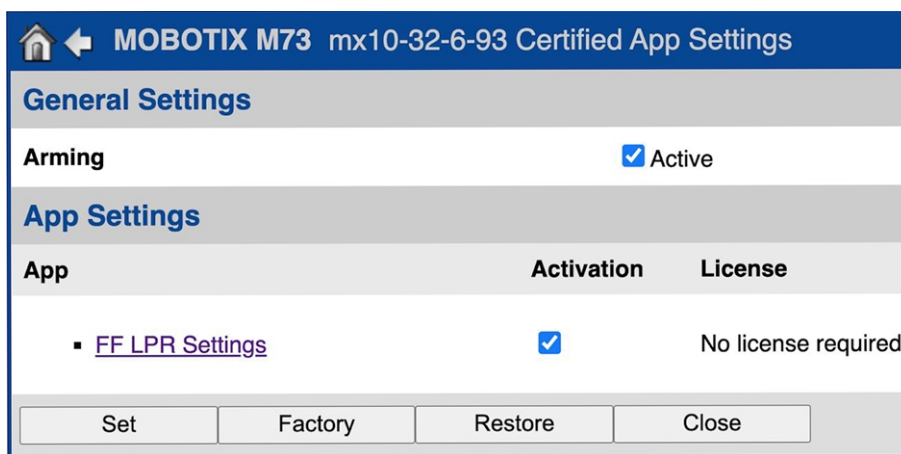 MOBOTIX M73 mx10-32-6-93 Certified App Settings
General Settings
Arming Active
App Settings
App Activation License
FF LPR Settings No license required
Set Factory Restore Close